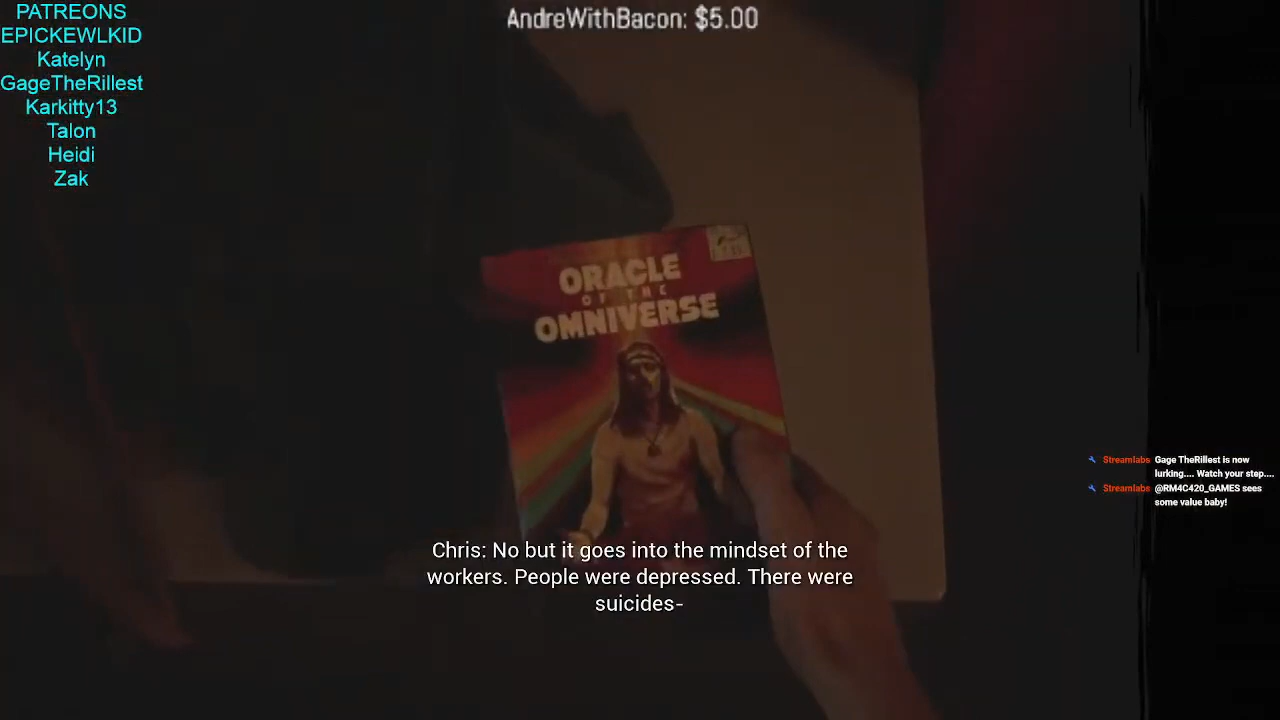 PATREONS
EPICKEWLKID
Katelyn
GageTheRillest
Karkitty13
Talon
Heidi
Zak
AndreWithBacon: $5.00
ORACLE
OF THE
OMNIVERSE
Chris: No but it goes into the mindset of the
workers. People were depressed. There were
suicides-
Streamlabs Gage TheRillest is now
lurking.... Watch your step....
Streamlabs @RM4C420_GAMES sees
some value baby!